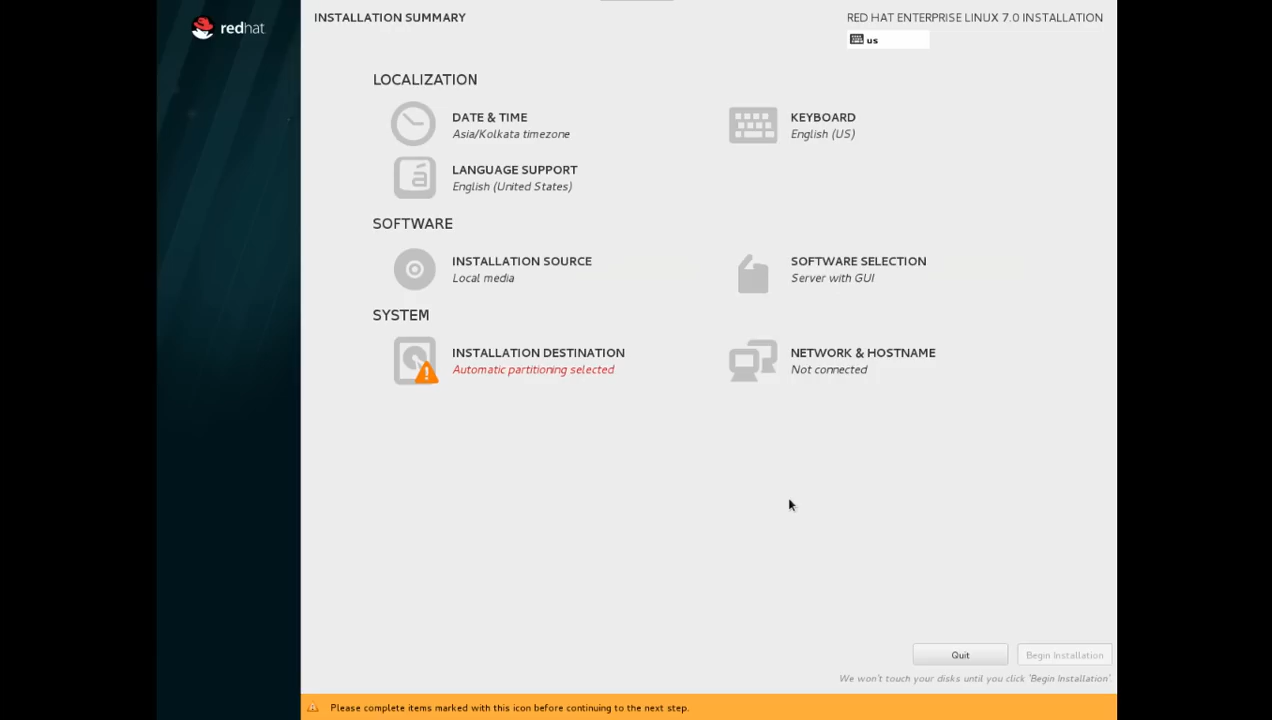 redhat
INSTALLATION SUMMARY
RED HAT ENTERPRISE LINUX 7.0 INSTALLATION
us
LOCALIZATION
DATE & TIME
Asia/Kolkata timezone
KEYBOARD
English (US)
LANGUAGE SUPPORT
English (United States)
SOFTWARE
INSTALLATION SOURCE
Local media
SOFTWARE SELECTION
Server with GUI
SYSTEM
INSTALLATION DESTINATION
Automatic partitioning selected
NETWORK & HOSTNAME
Not connected
Quit
Begin Installation
We won't touch your disks until you click 'Begin Installation'.
Please complete items marked with this icon before continuing to the next step.